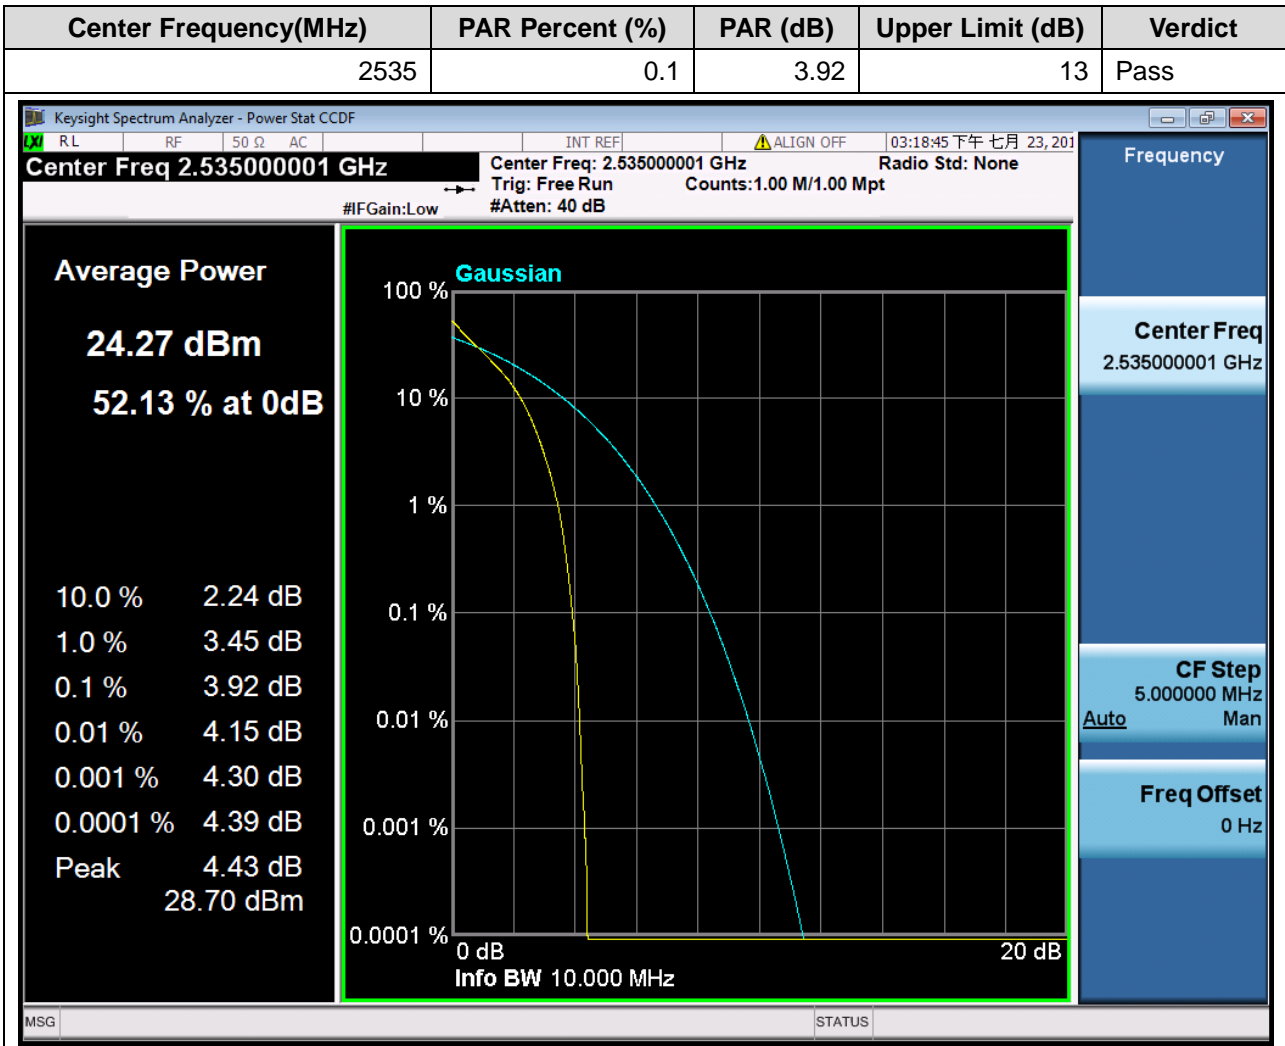 Center Frequency(MHz) PAR Percent (%) PAR (dB) Upper Limit (dB) Verdict
2535 0.1 3.92 13 Pass
Keysight Spectrum Analyzer - Power Stat CCDF
LXI RL RF 50 Ω AC INT REF ALIGN OFF 03:18:45 下午 七月 23, 201
Center Freq 2.535000001 GHz
Center Freq: 2.535000001 GHz Radio Std: None
Trig: Free Run Counts:1.00 M/1.00 Mpt
#IFGain:Low #Atten: 40 dB
Average Power
24.27 dBm
52.13 % at 0dB
10.0 % 2.24 dB
1.0 % 3.45 dB
0.1 % 3.92 dB
0.01 % 4.15 dB
0.001 % 4.30 dB
0.0001 % 4.39 dB
Peak 4.43 dB
28.70 dBm
Gaussian
100 %
10 %
1 %
0.1 %
0.01 %
0.001 %
0.0001 %
0 dB 20 dB
Info BW 10.000 MHz
Frequency
Center Freq
2.535000001 GHz
CF Step
5.000000 MHz
Auto Man
Freq Offset
0 Hz
MSG STATUS